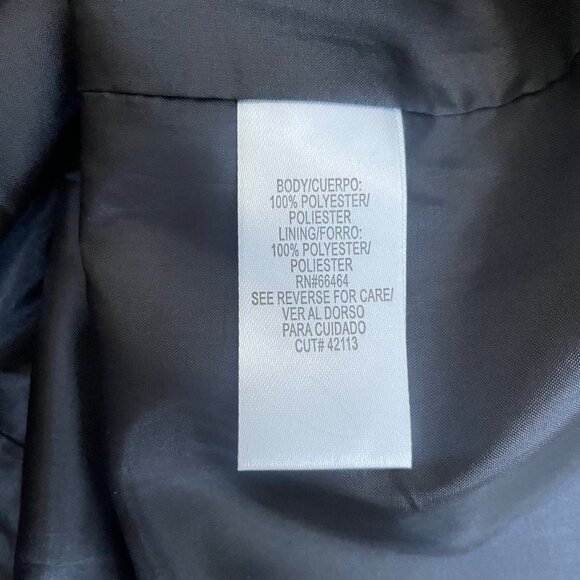 BODY/CUERPO:
100% POLYESTER/
POLIESTER
LINING/FORRO:
100% POLYESTER/
POLIESTER
RN#66464
SEE REVERSE FOR CARE/
VER AL DORSO
PARA CUIDADO
CUT# 42113